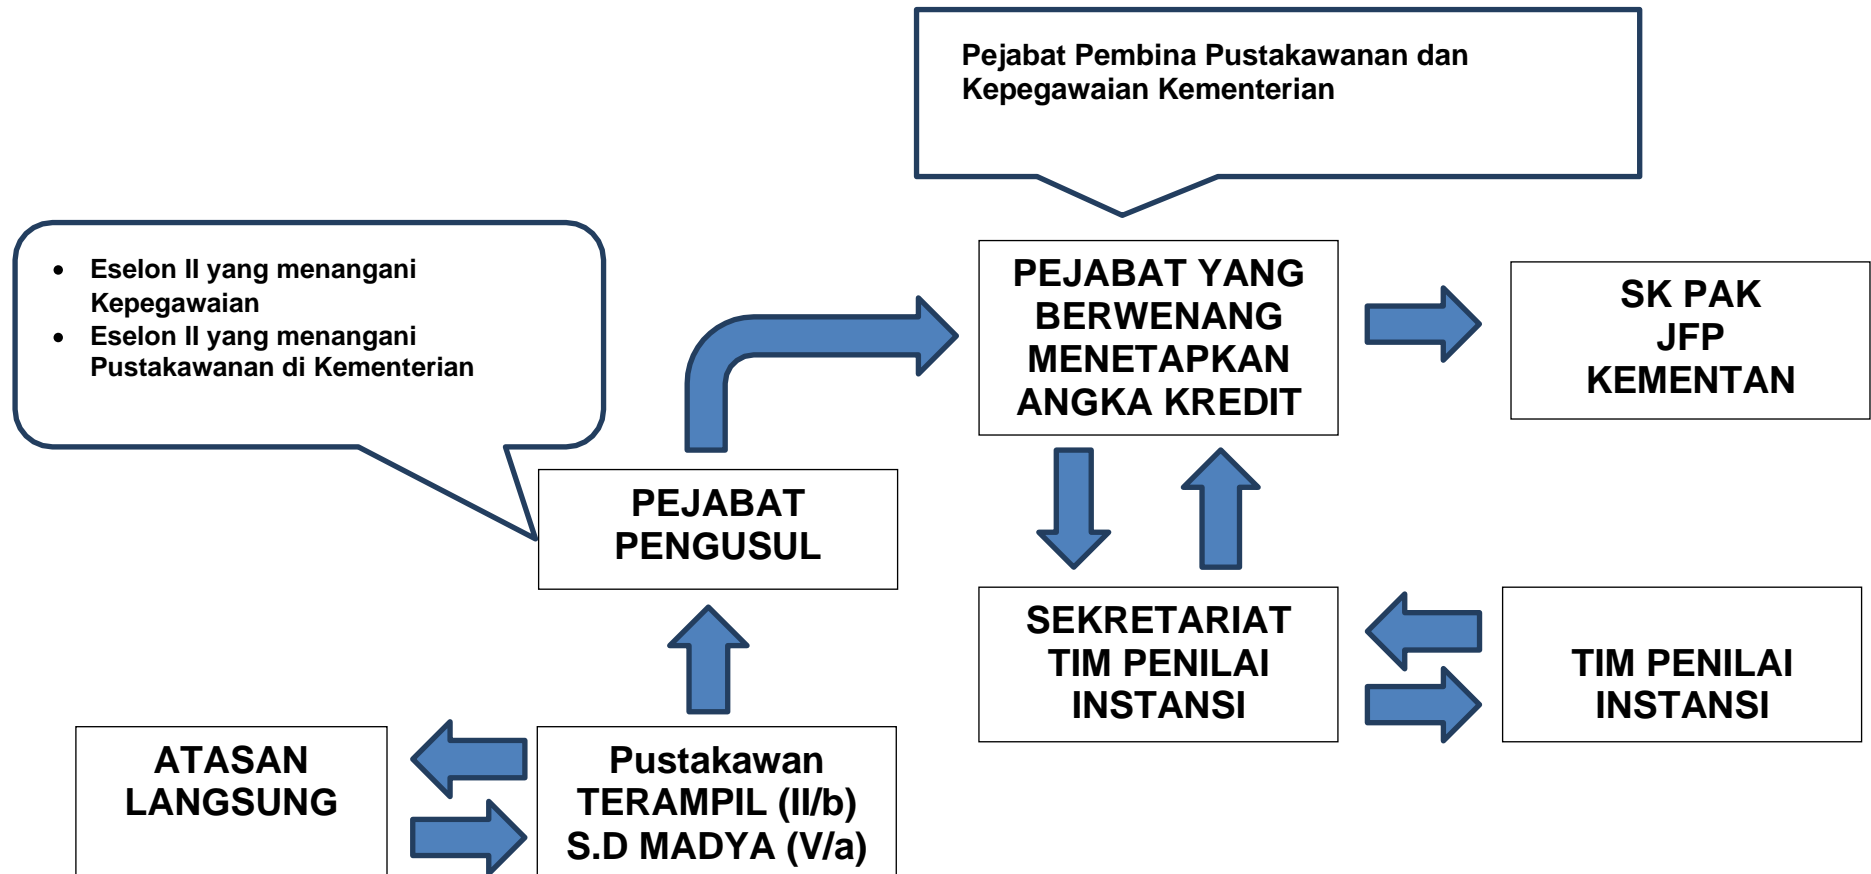 Pejabat Pembina Pustakawanan dan
Kepegawaian Kementerian
• Eselon II yang menangani
Kepegawaian
• Eselon II yang menangani
Pustakawanan di Kementerian
PEJABAT YANG
BERWENANG
MENETAPKAN
ANGKA KREDIT
SK PAK
JFP
KEMENTAN
PEJABAT
PENGUSUL
SEKRETARIAT
TIM PENILAI
INSTANSI
TIM PENILAI
INSTANSI
ATASAN
LANGSUNG
Pustakawan
TERAMPIL (II/b)
S.D MADYA (V/a)